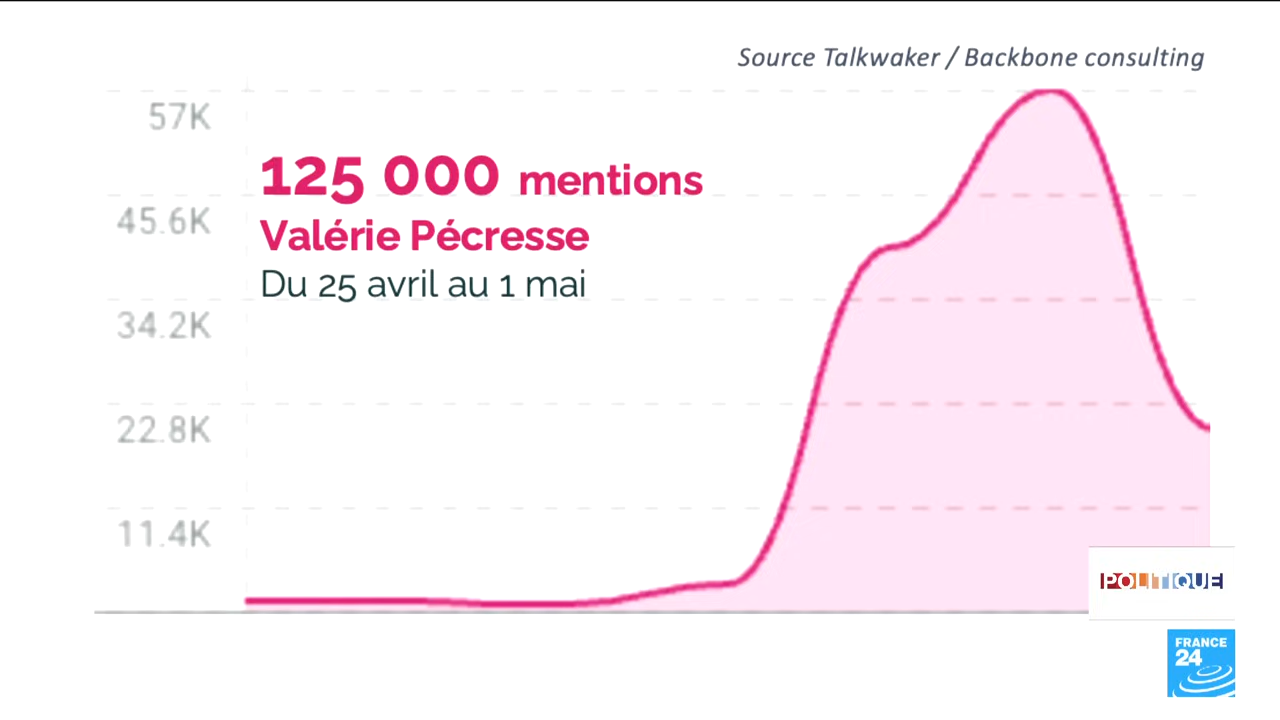 Source Talkwaker / Backbone consulting
57K
125 000 mentions
45.6K
Valérie Pécresse
Du 25 avril au 1 mai
34.2K
22.8K
11.4K
POLITIQUE
FRANCE
24